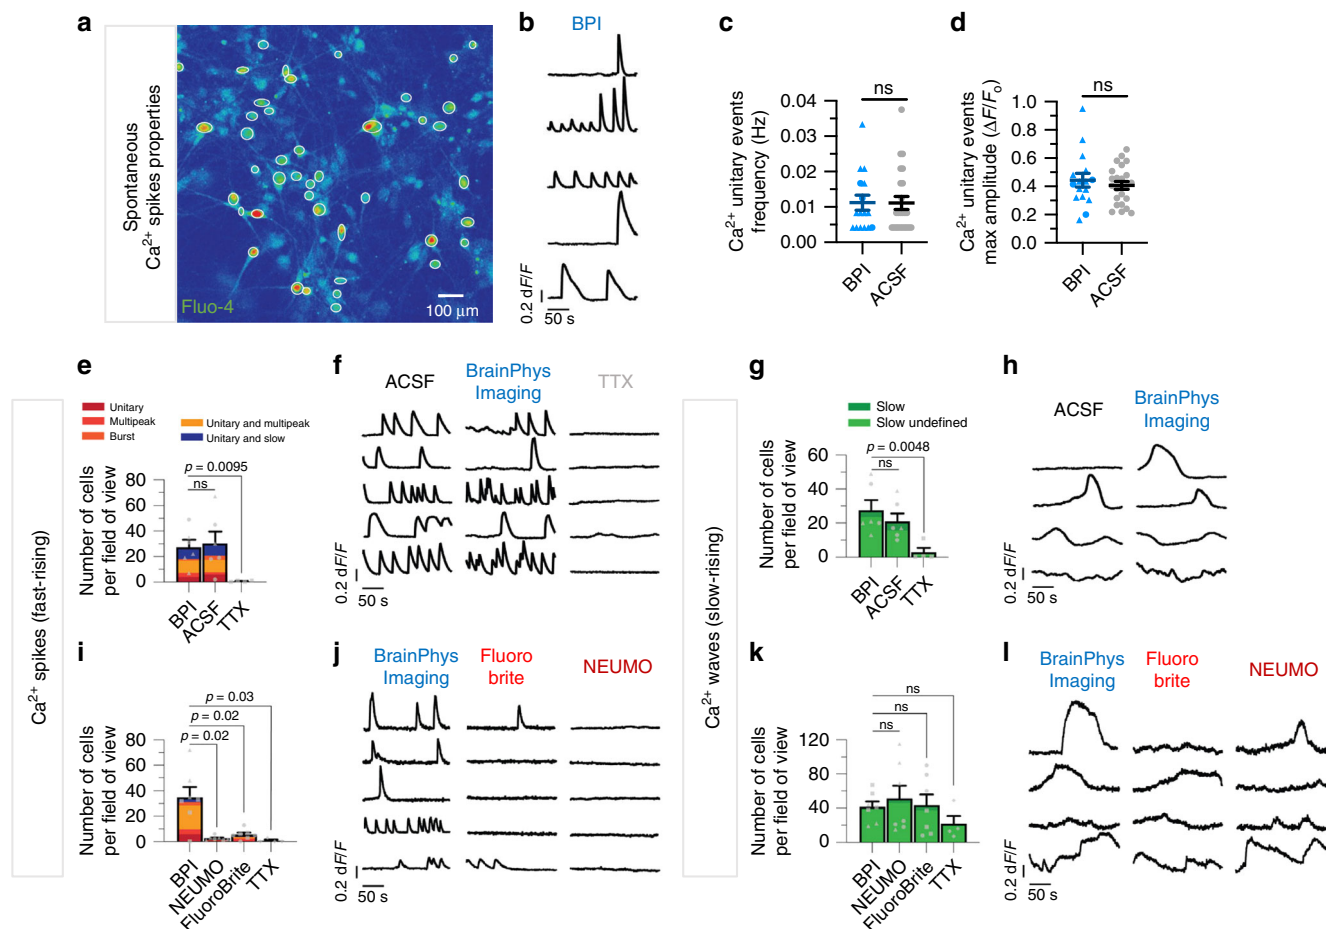 a
Spontaneous
Ca2+ spikes properties
Fluo-4
100 μm
b
BPI
0.2 dF/F
50 s
c
ns
Ca2+ unitary events
frequency (Hz)
0.04
0.03
0.02
0.01
0.00
BPI
ACSF
d
ns
Ca2+ unitary events
max amplitude (ΔF/Fo)
1.0
0.8
0.6
0.4
0.2
0.0
BPI
ACSF
Ca2+ spikes (fast-rising)
e
Unitary
Multipeak
Burst
Unitary and multipeak
Unitary and slow
p = 0.0095
ns
Number of cells
per field of view
80
60
40
20
0
BPI
ACSF
TTX
f
ACSF
BrainPhys
Imaging
TTX
0.2 dF/F
50 s
Ca2+ waves (slow-rising)
g
Slow
Slow undefined
p = 0.0048
ns
Number of cells
per field of view
60
40
20
0
BPI
ACSF
TTX
h
ACSF
BrainPhys
Imaging
0.2 dF/F
50 s
i
p = 0.03
p = 0.02
p = 0.02
Number of cells
per field of view
80
60
40
20
0
BPI
NEUMO
FluoroBrite
TTX
j
BrainPhys
Imaging
Fluoro
brite
NEUMO
0.2 dF/F
50 s
k
ns
ns
ns
Number of cells
per field of view
120
80
40
0
BPI
NEUMO
FluoroBrite
TTX
l
BrainPhys
Imaging
Fluoro
brite
NEUMO
0.2 dF/F
50 s